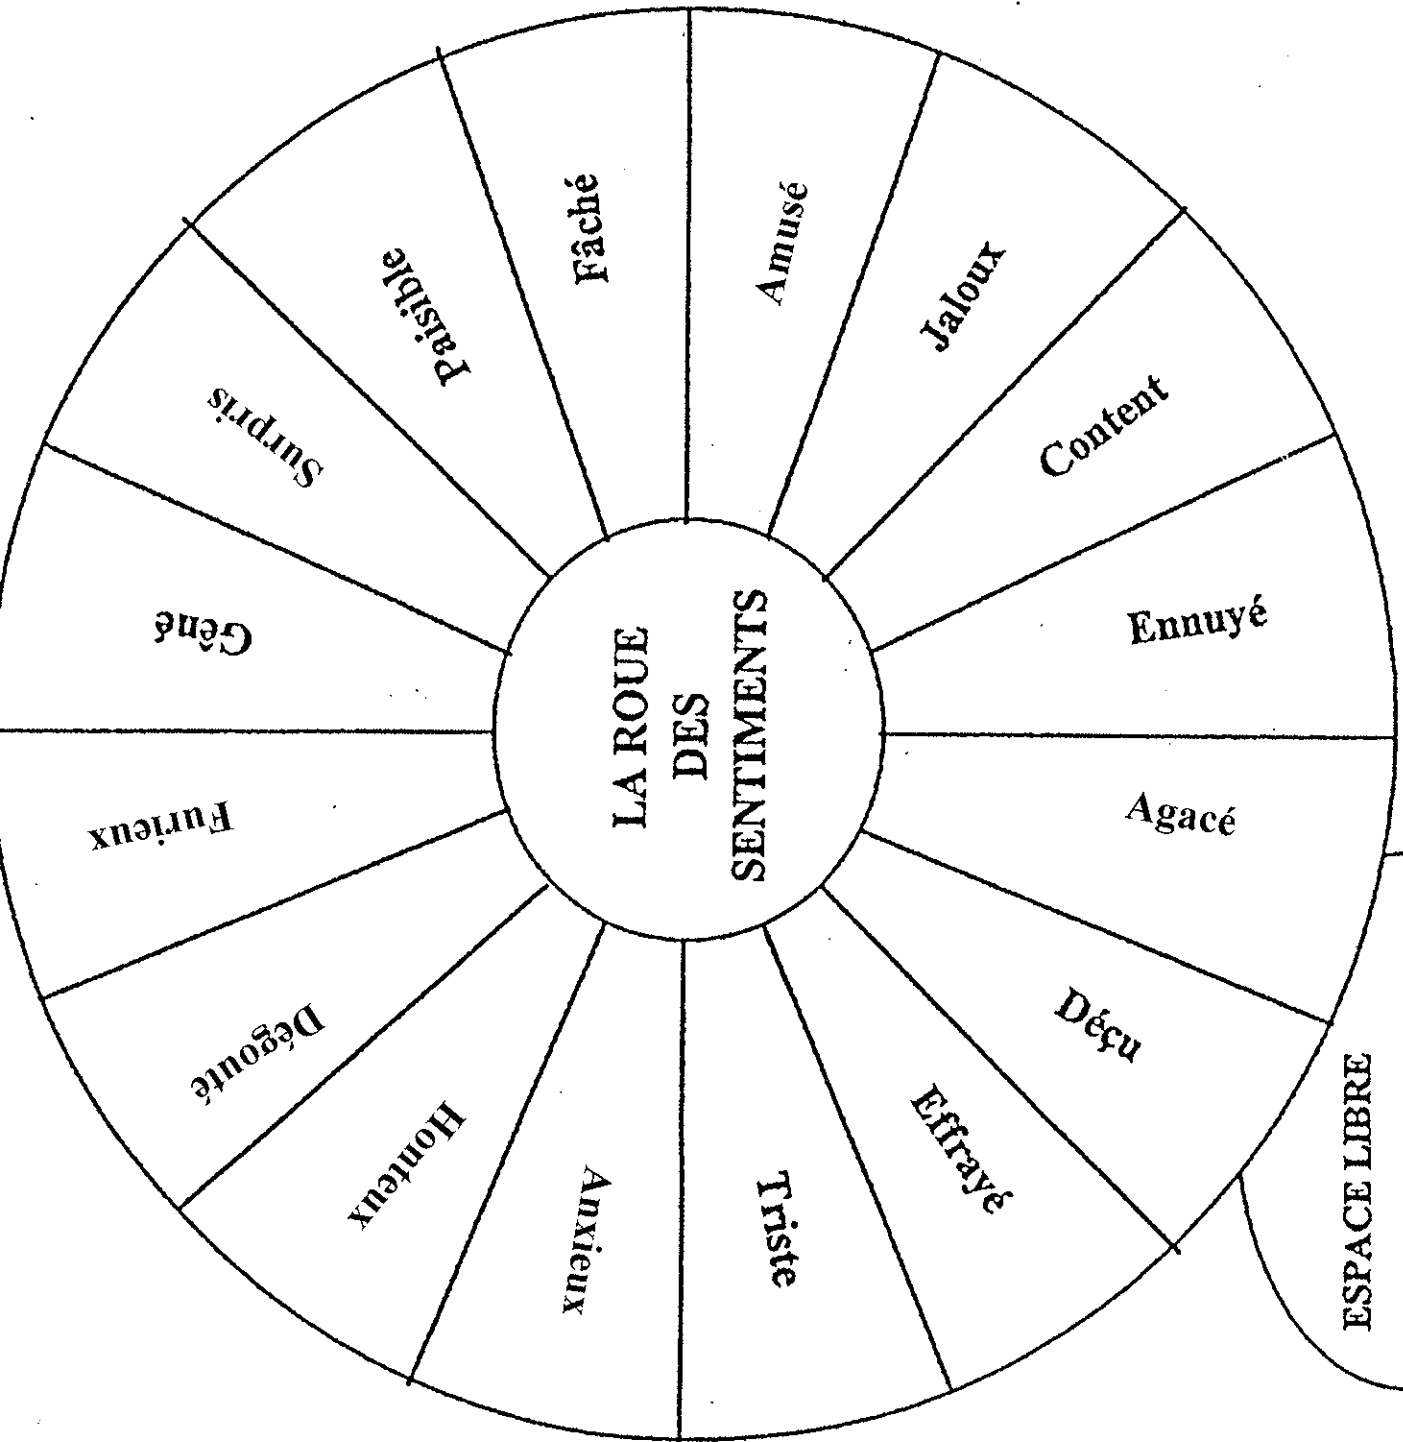 LA ROUE
DES
SENTIMENTS
Amusé
Jaloux
Content
Ennuyé
Agacé
Déçu
Effrayé
Triste
Anxieux
Honteux
Dégouté
Furieux
Gêné
Surpris
Paisible
Fâché
ESPACE LIBRE